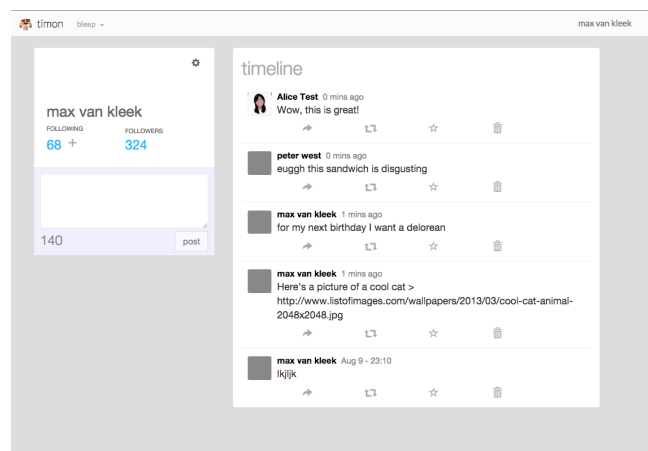 timon bleep max van kleek
max van kleek
FOLLOWING FOLLOWERS
68 + 324
140 post
timeline
Alice Test 0 mins ago
Wow, this is great!
peter west 0 mins ago
euggh this sandwich is disgusting
max van kleek 1 mins ago
for my next birthday I want a delorean
max van kleek 1 mins ago
Here's a picture of a cool cat >
http://www.listofimages.com/wallpapers/2013/03/cool-cat-animal-
2048x2048.jpg
max van kleek Aug 9 - 23:10
lkjljk